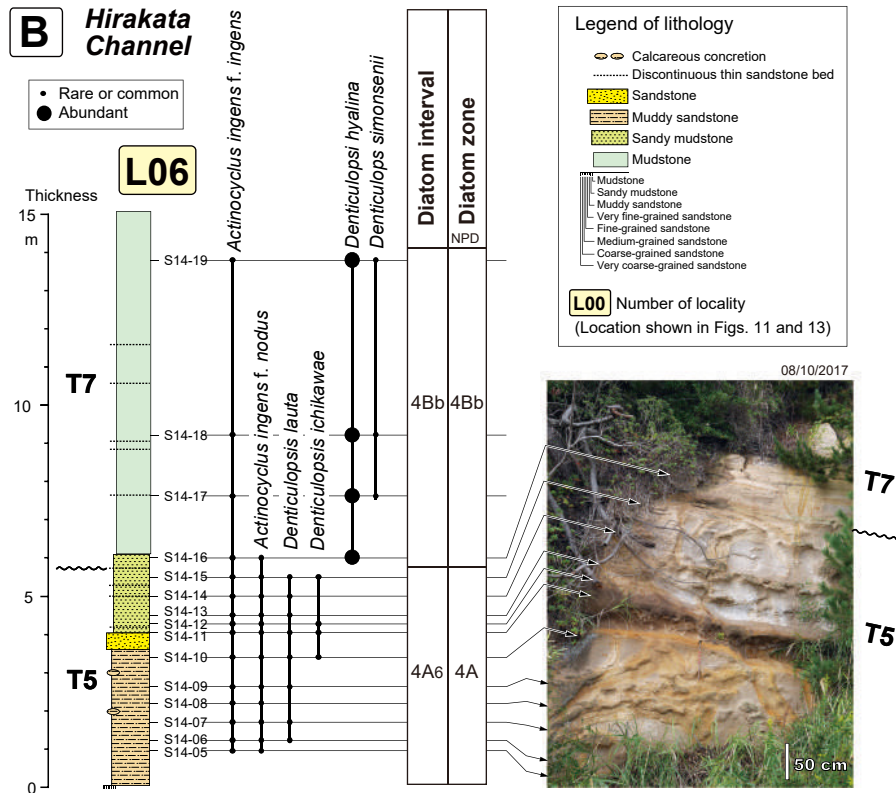 B Hirakata
Channel
Rare or common
Abundant
L06
Thickness
15
m
10
5
0
T7
T5
S14-19
S14-18
S14-17
S14-16
S14-15
S14-14
S14-13
S14-12
S14-11
S14-10
S14-09
S14-08
S14-07
S14-06
S14-05
Actinocyclus ingens f. ingens
Actinocyclus ingens f. nodus
Denticulopsis lauta
Denticulopsis ichikawae
Denticulopsi hyalina
Denticulops simonsenii
Diatom interval
Diatom zone
NPD
4Bb 4Bb
4A6 4A
Legend of lithology
Calcareous concretion
Discontinuous thin sandstone bed
Sandstone
Muddy sandstone
Sandy mudstone
Mudstone
Mudstone
Sandy mudstone
Muddy sandstone
Very fine-grained sandstone
Fine-grained sandstone
Medium-grained sandstone
Coarse-grained sandstone
Very coarse-grained sandstone
L00 Number of locality
(Location shown in Figs. 11 and 13)
08/10/2017
T7
T5
50 cm